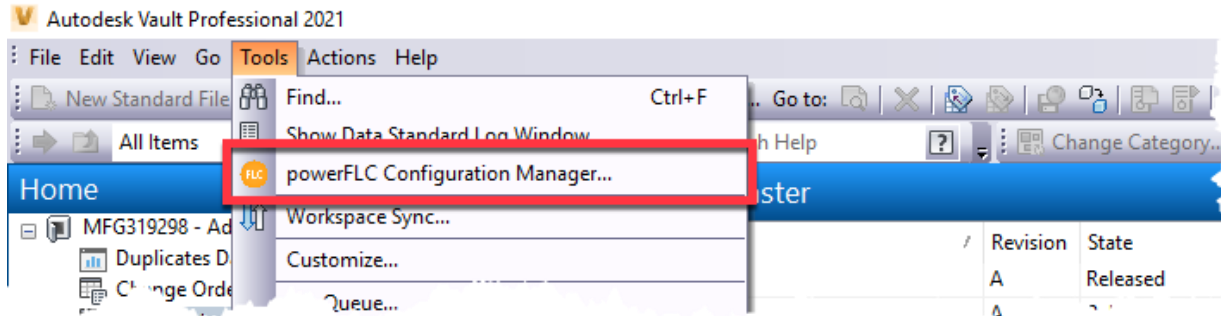 Autodesk Vault Professional 2021
File Edit View Go Tools Actions Help
New Standard File Find... Ctrl+F .. Go to:
All Items Show Data Standard Log Window h Help ? Change Category..
FLC powerFLC Configuration Manager...
Home ster
MFG319298 - Ad Workspace Sync... / Revision State
Duplicates D Customize... A Released
Change Orde Queue... A